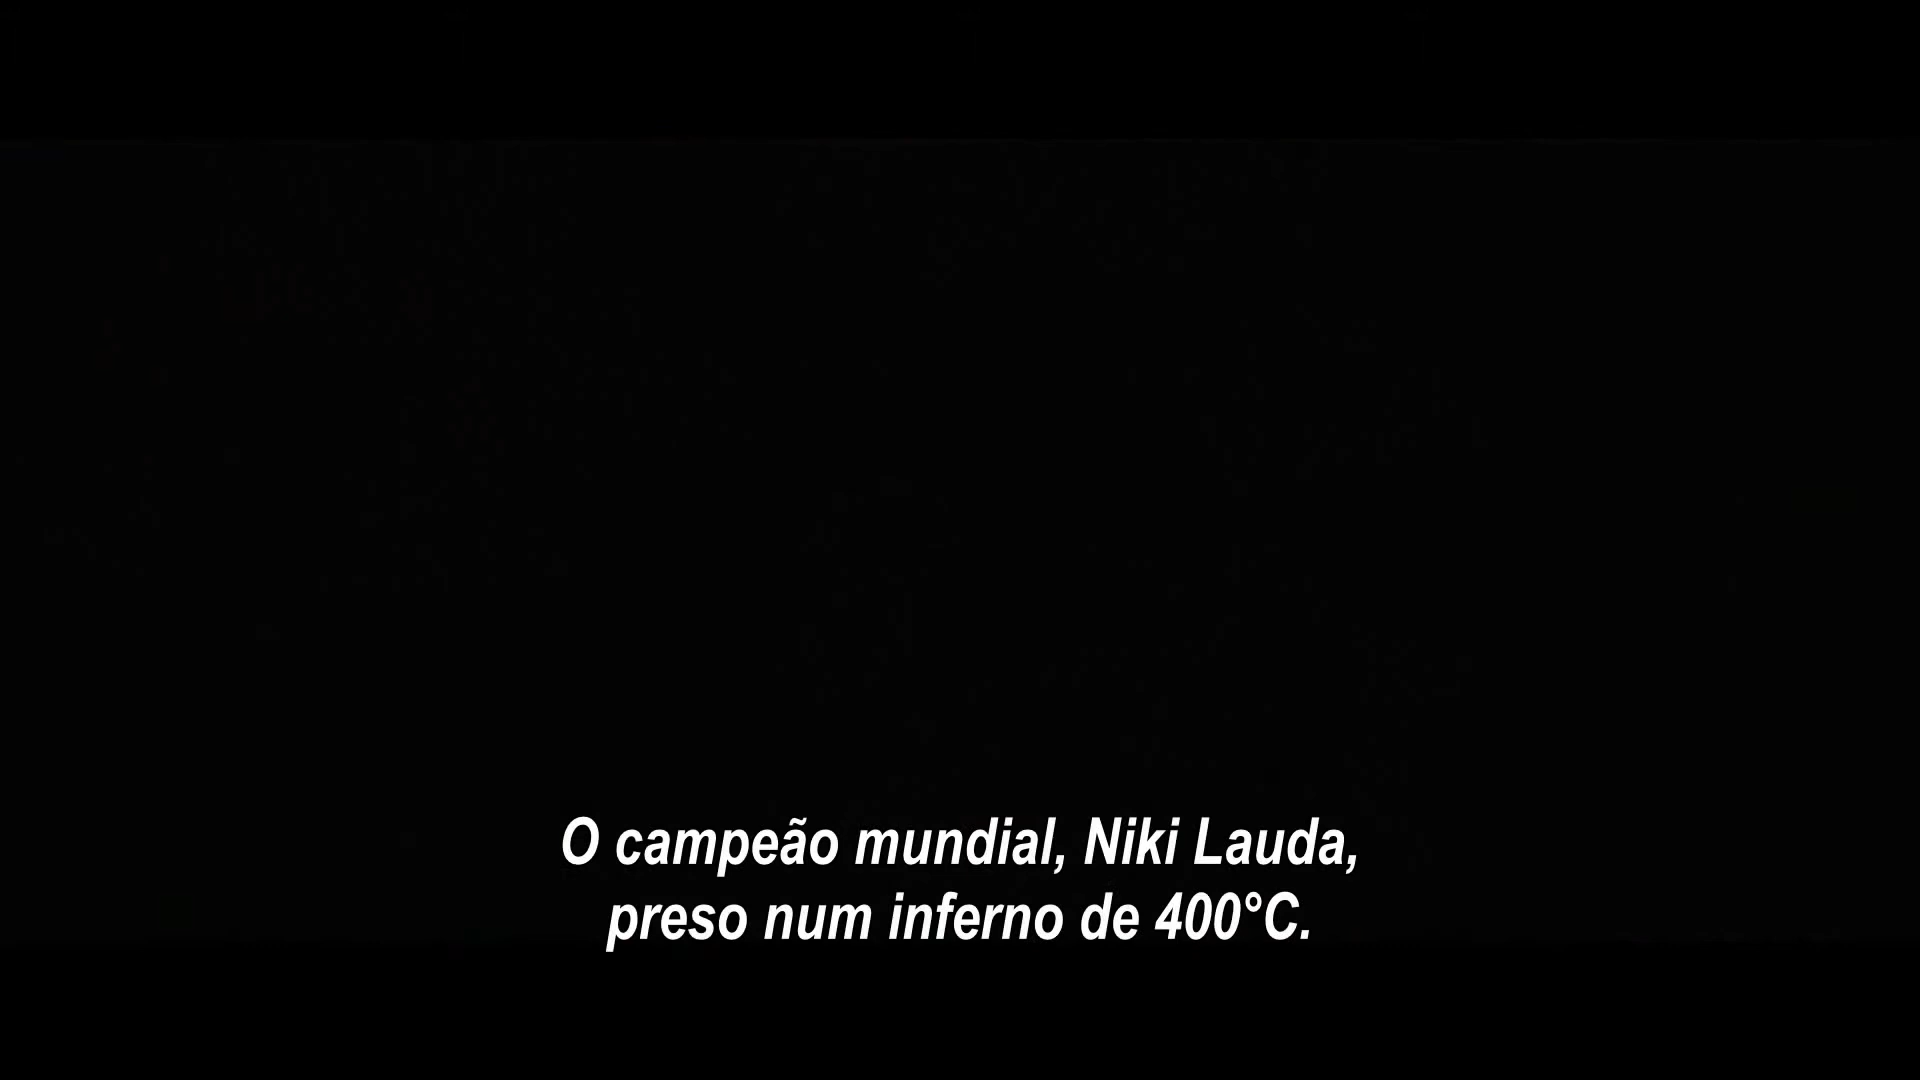 O campeão mundial, Niki Lauda,
preso num inferno de 400°C.